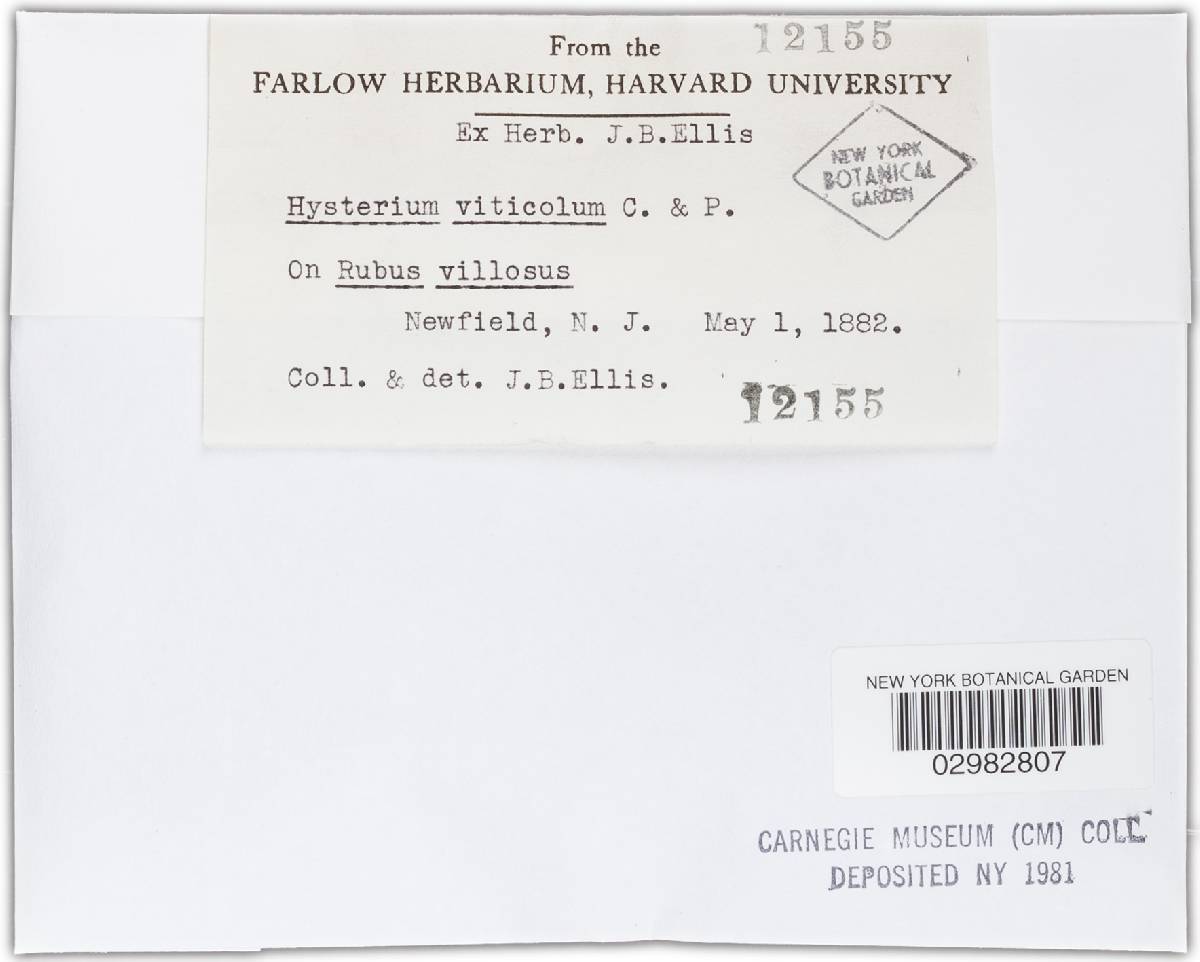 From the 12155
FARLOW HERBARIUM, HARVARD UNIVERSITY
Ex Herb. J.B.Ellis
NEW YORK
BOTANICAL
GARDEN
Hysterium viticolum C. & P.
On Rubus villosus
Newfield, N. J. May 1, 1882.
Coll. & det. J.B.Ellis.
12155
NEW YORK BOTANICAL GARDEN
02982807
CARNEGIE MUSEUM (CM) COLL.
DEPOSITED NY 1981